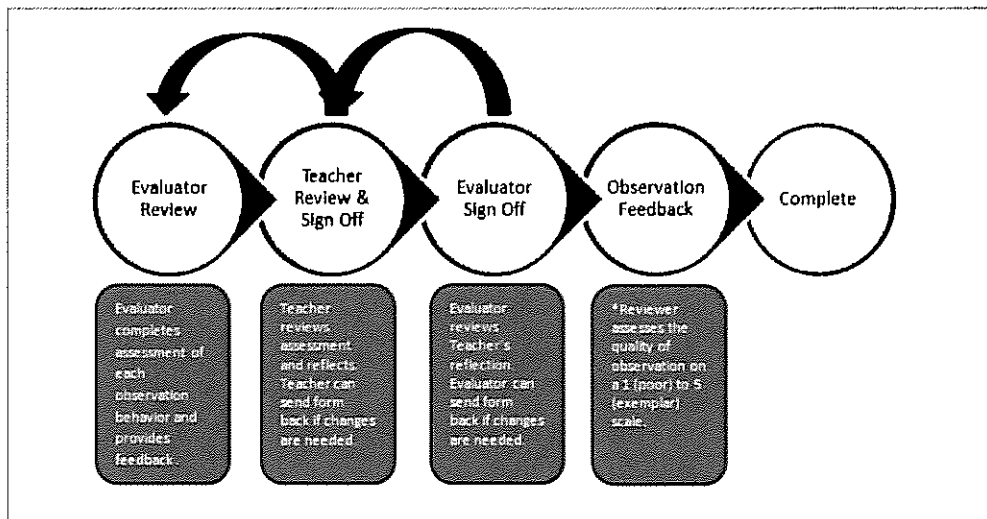 Evaluator
Review
Teacher
Review &
Sign Off
Evaluator
Sign Off
Observation
Feedback
Complete
Evaluator
completes
assessment of
each
observation
behavior and
provides
feedback.
Teacher
reviews
assessment
and reflects.
Teacher can
send form
back if changes
are needed
Evaluator
reviews
Teacher's
reflection.
Evaluator can
send form
back if changes
are needed.
*Reviewer
assesses the
quality of
observation on
a 1 (poor) to 5
(exemplar)
scale.